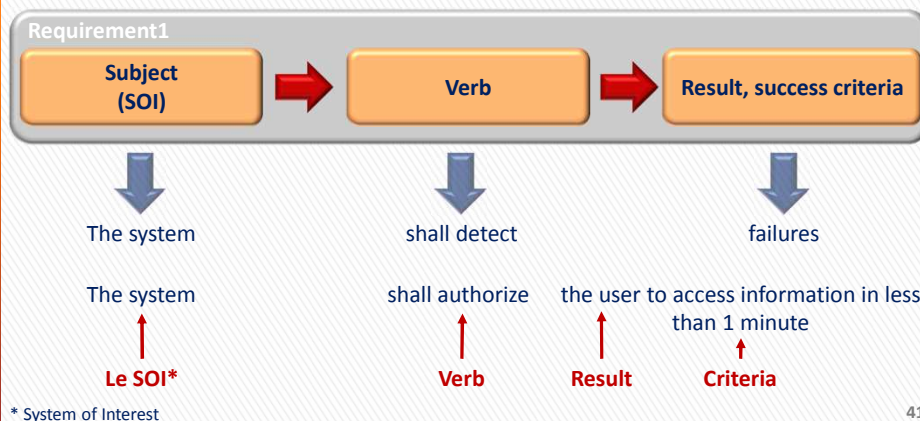 Requirement1
Subject
(SOI)
Verb
Result, success criteria
The system
shall detect
failures
The system
shall authorize
the user to access information in less
than 1 minute
Le SOI*
Verb
Result
Criteria
* System of Interest
41